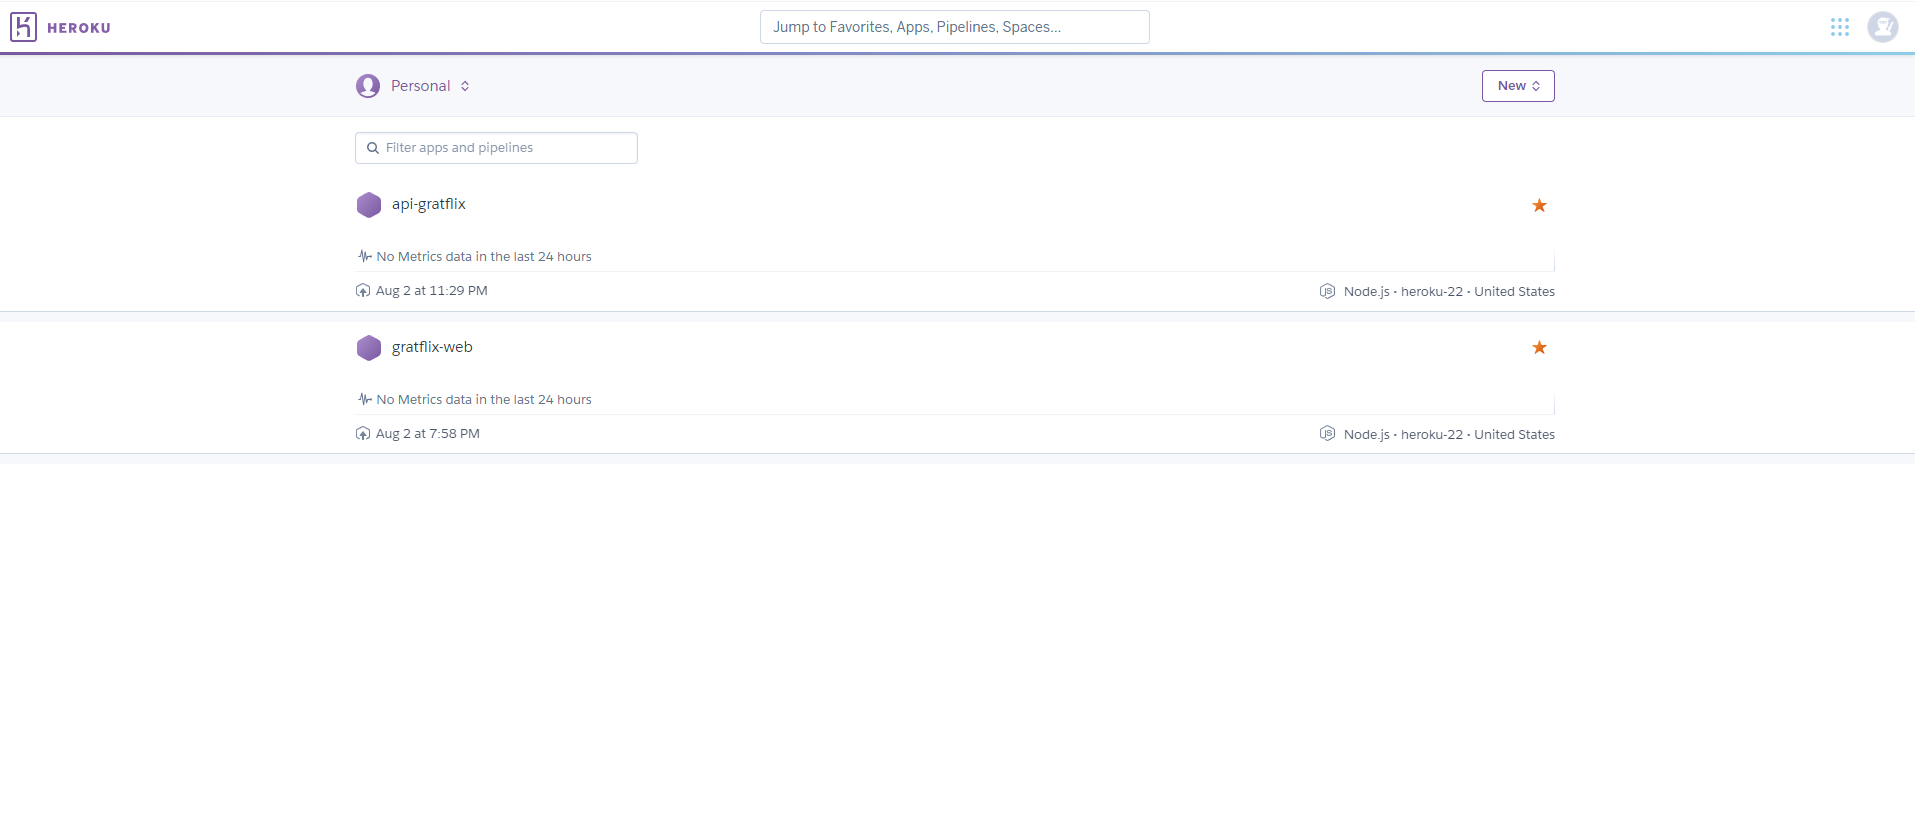 HEROKU
Jump to Favorites, Apps, Pipelines, Spaces...
Personal
New
Filter apps and pipelines
api-gratflix
No Metrics data in the last 24 hours
Aug 2 at 11:29 PM
Node.js • heroku-22 • United States
gratflix-web
No Metrics data in the last 24 hours
Aug 2 at 7:58 PM
Node.js • heroku-22 • United States